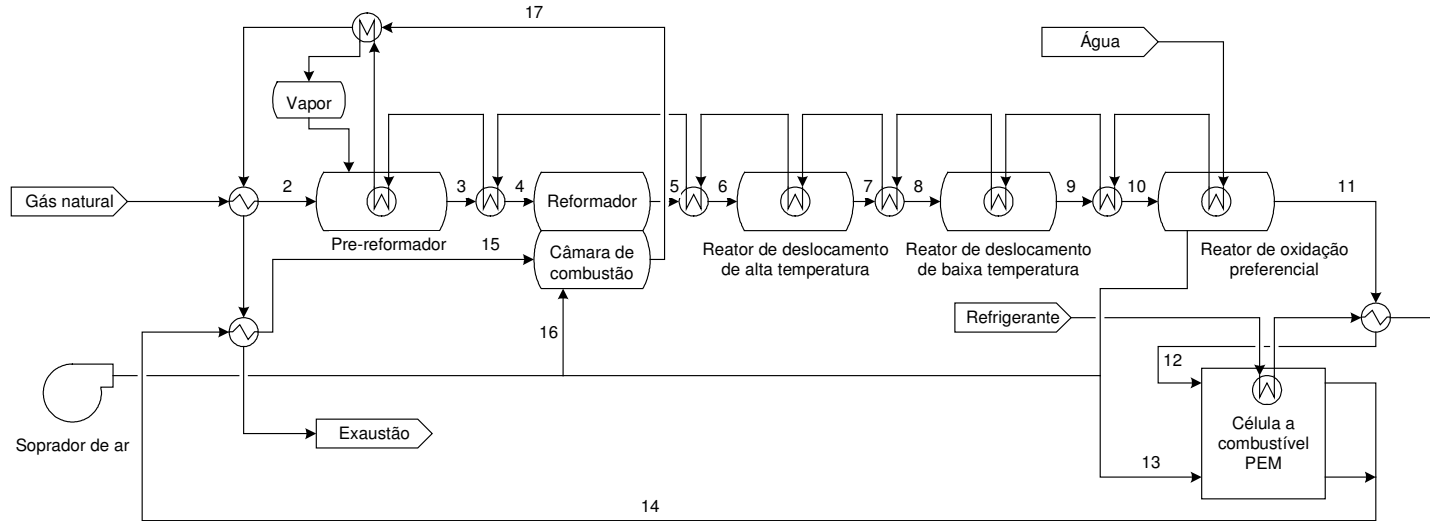 17
Água
Vapor
Gás natural
2
3
4
5
6
7
8
9
10
11
Reformador
Pre-reformador
15
Câmara de
combustão
Reator de deslocamento
de alta temperatura
Reator de deslocamento
de baixa temperatura
Reator de oxidação
preferencial
Refrigerante
16
12
Soprador de ar
Exaustão
Célula a
combustível
PEM
13
14